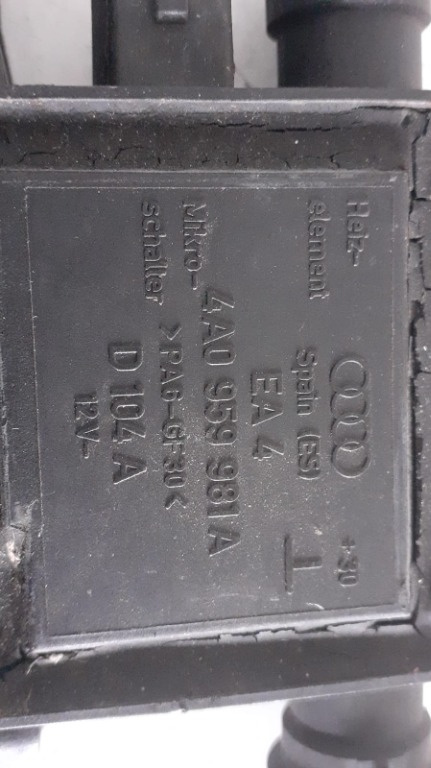 Heiz-
+30
element
Spain (ES)
EA 4
4A0 959 981 A
Mikro-
schalter
>PA6-GF30<
D 104 A
12V-